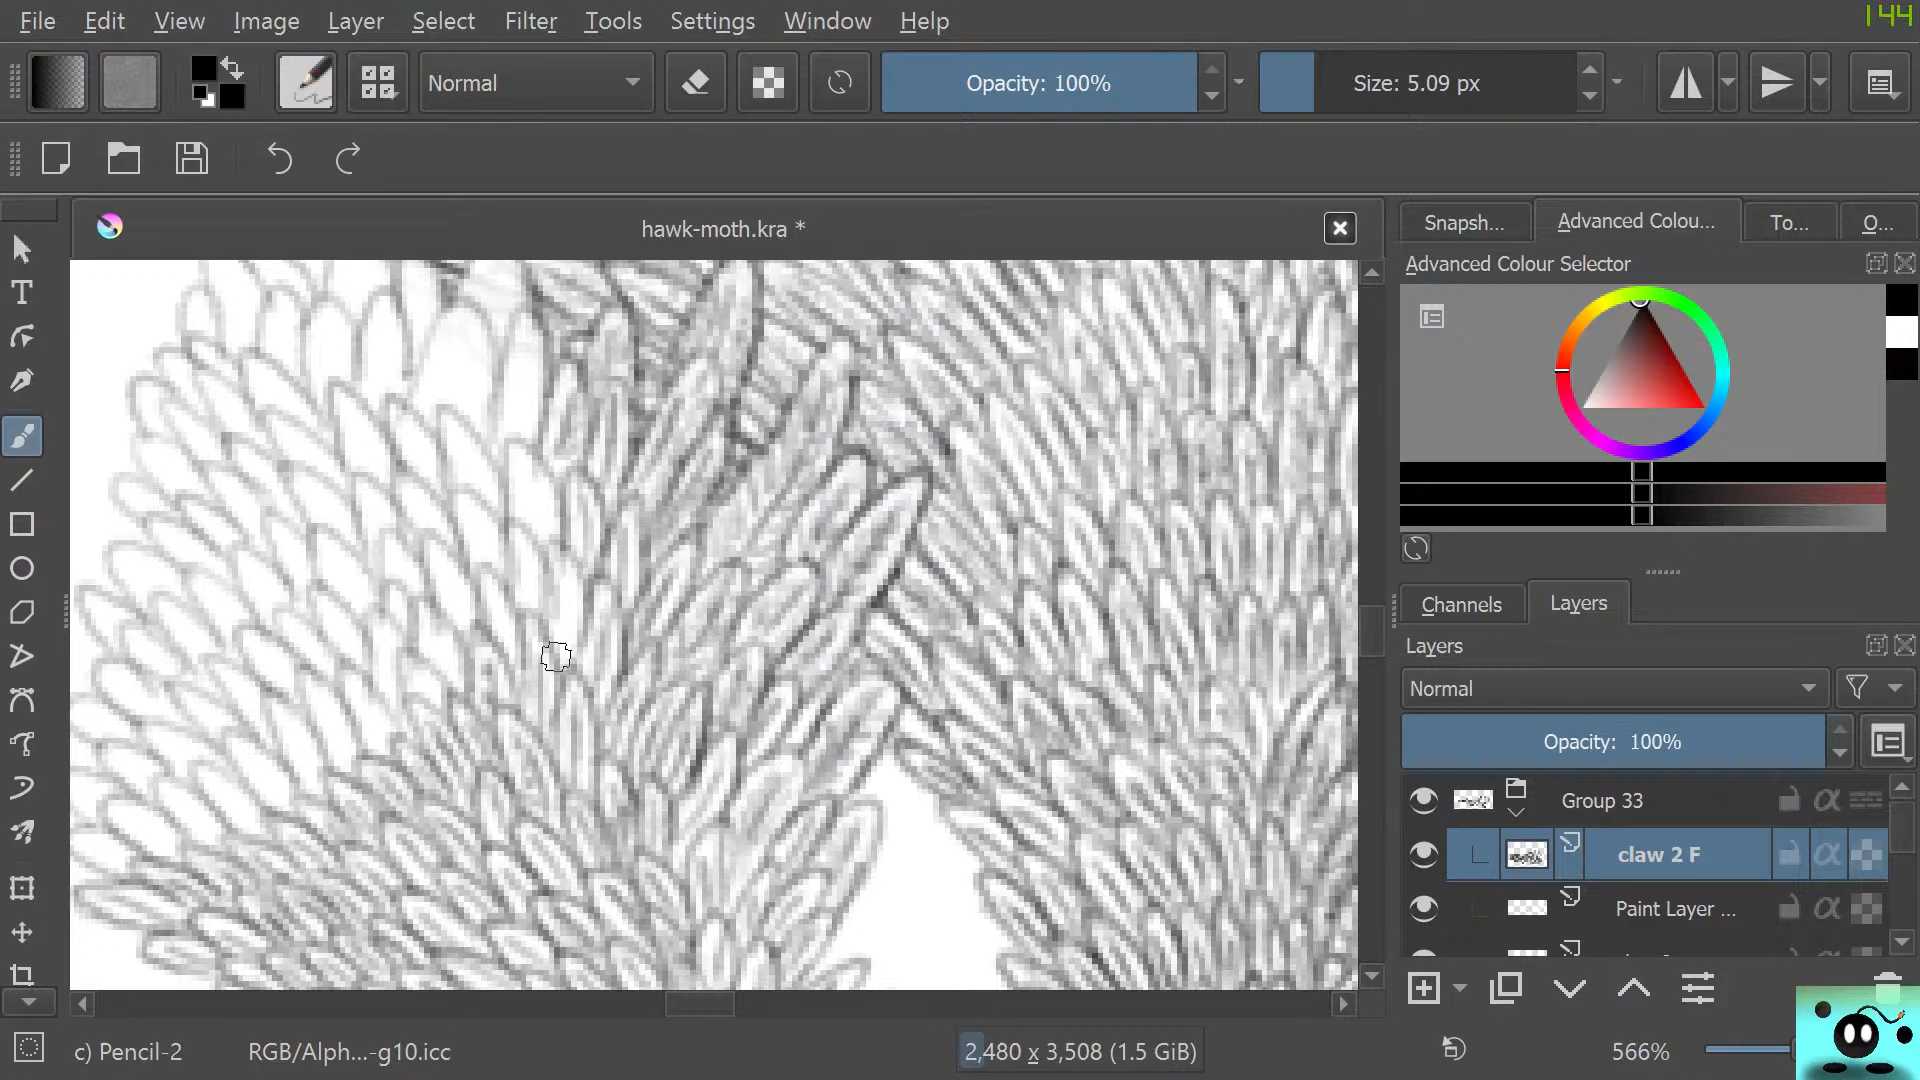 File Edit View Image Layer Select Filter Tools Settings Window Help
144
Normal
Opacity: 100%
Size: 5.09 px
hawk-moth.kra *
Snapsh... Advanced Colou... To... O...
Advanced Colour Selector
Channels Layers
Layers
Normal
Opacity: 100%
Group 33
claw 2 F
Paint Layer ...
c) Pencil-2
RGB/Alph...-g10.icc
2,480 x 3,508 (1.5 GiB)
566%